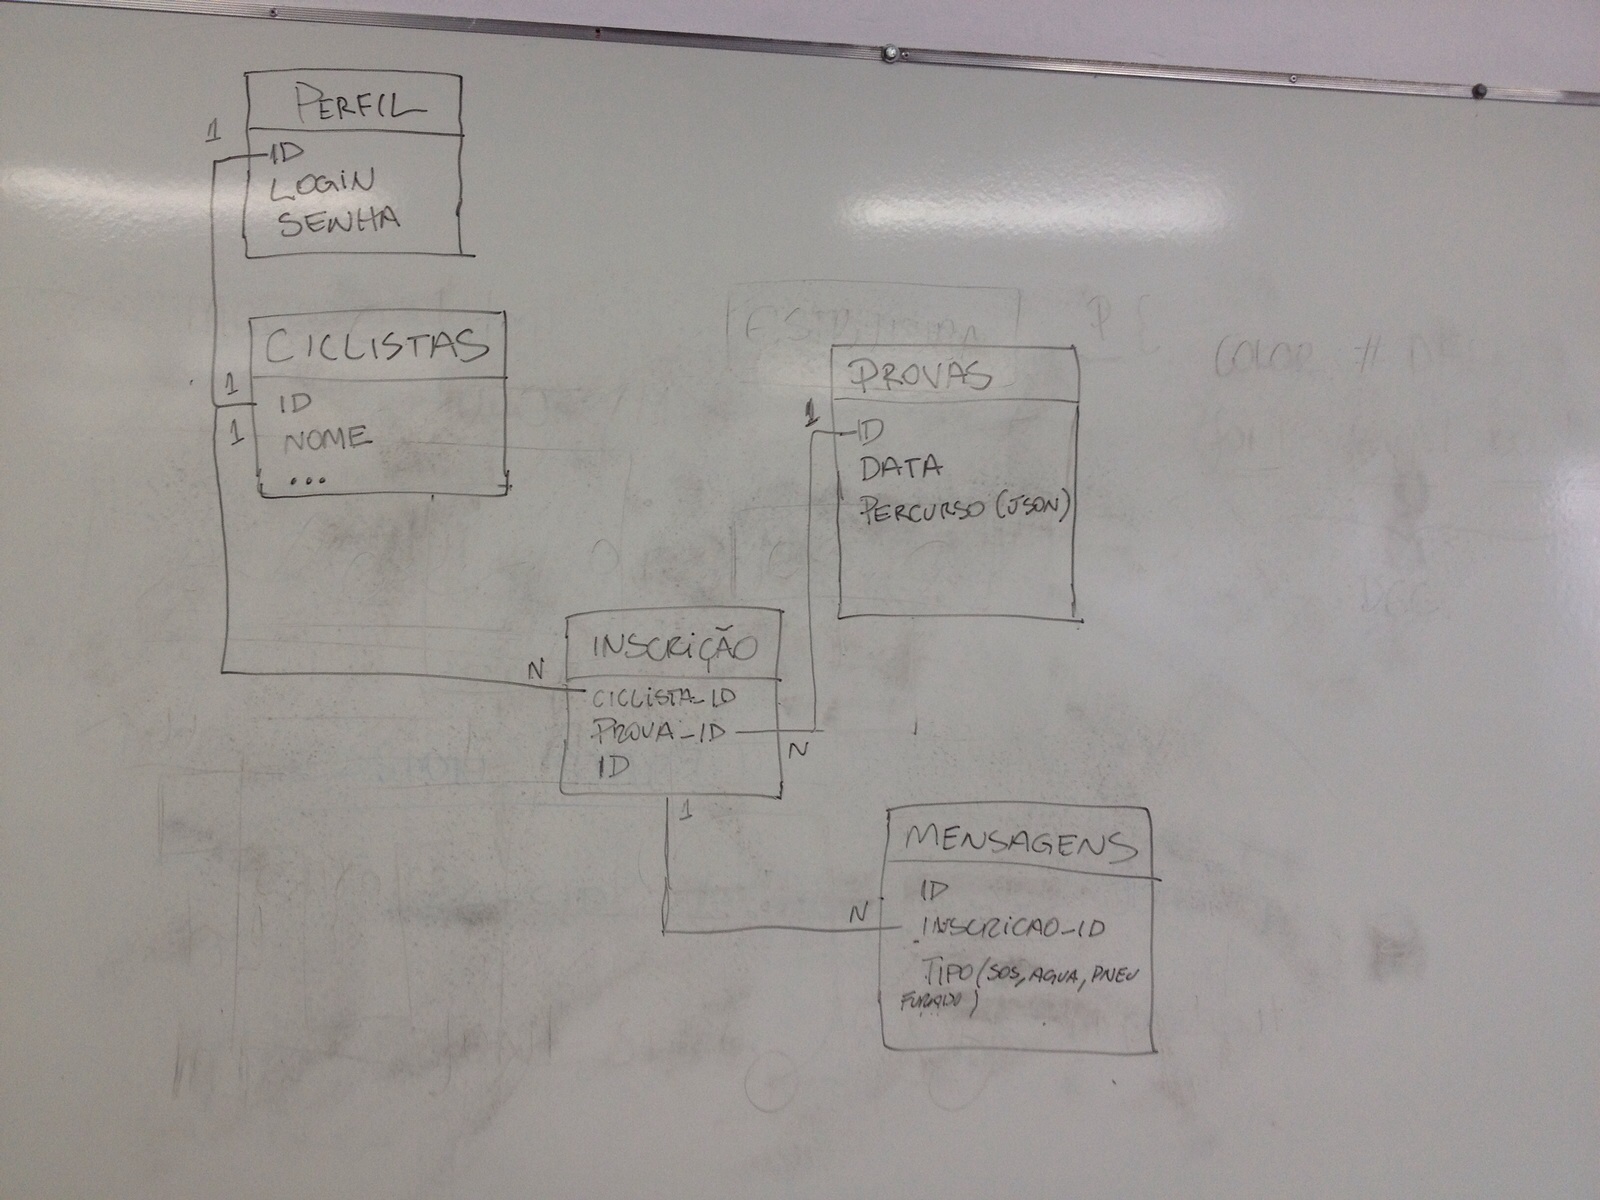 PERFIL
1
ID
LOGIN
SENHA
CICLISTAS
1
ID
1
NOME
...
PROVAS
1
ID
DATA
PERCURSO (JSON)
INSCRIÇÃO
N
CICLISTA_ID
PROVA_ID
N
ID
1
MENSAGENS
ID
N
INSCRICAO_ID
TIPO (SOS, AGUA, PNEU
FURADO)
COLOR #